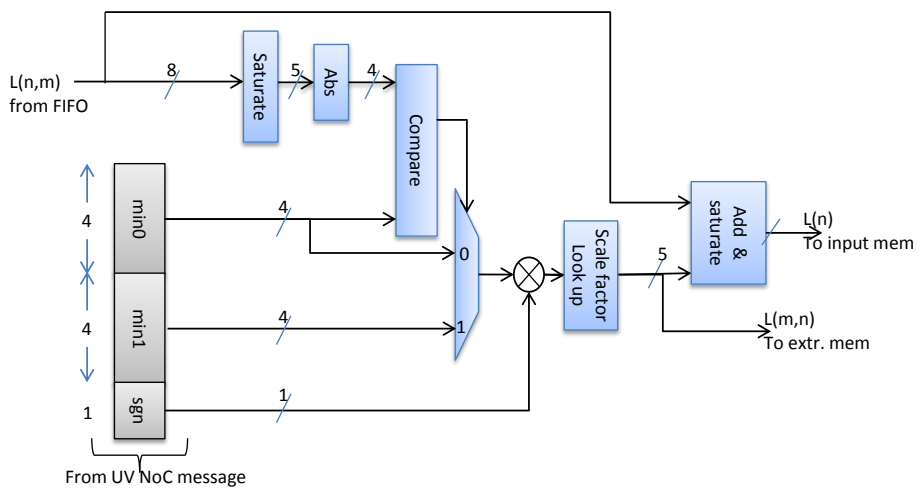 L(n,m)
from FIFO
8
Saturate
5
Abs
4
Compare
4
min0
4
0
4
min1
4
1
1
sgn
1
Scale factor
Look up
5
Add &
saturate
L(n)
To input mem
L(m,n)
To extr. mem
From UV NoC message